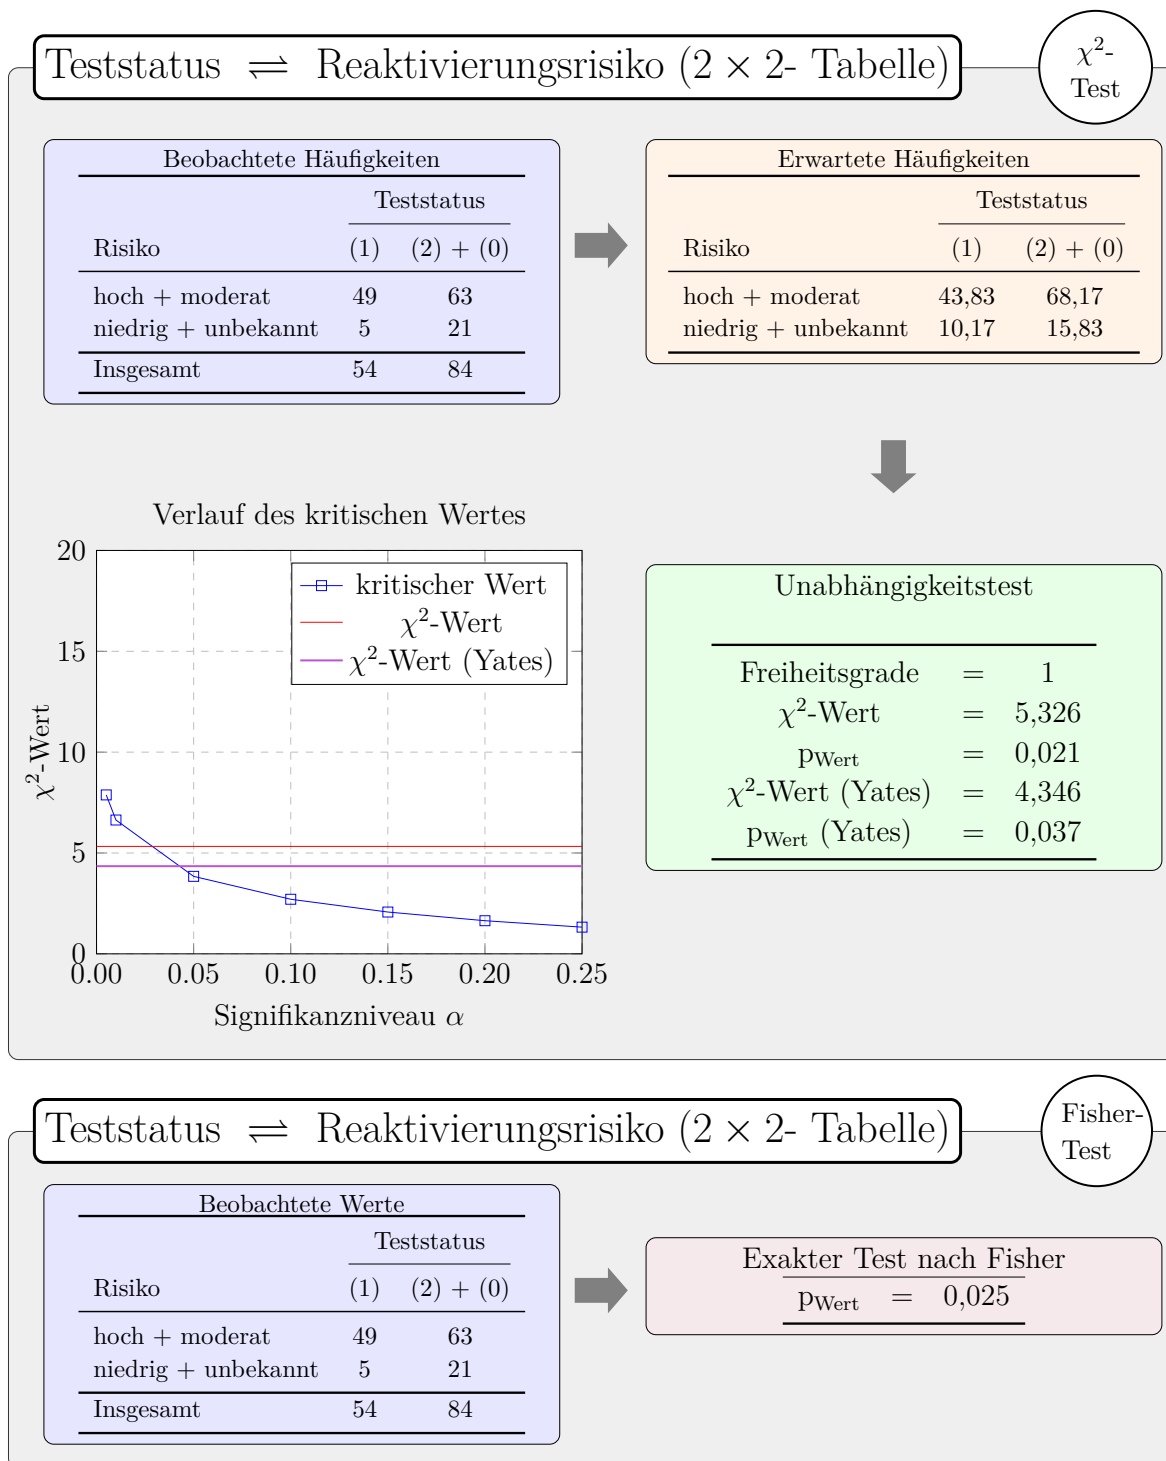 Teststatus ⇌ Reaktivierungsrisiko (2 × 2- Tabelle)
χ²-
Test
Beobachtete Häufigkeiten
Teststatus
Risiko (1) (2) + (0)
hoch + moderat 49 63
niedrig + unbekannt 5 21
Insgesamt 54 84
Erwartete Häufigkeiten
Teststatus
Risiko (1) (2) + (0)
hoch + moderat 43,83 68,17
niedrig + unbekannt 10,17 15,83
Verlauf des kritischen Wertes
kritischer Wert
χ²-Wert
χ²-Wert (Yates)
20
15
10
5
0
χ²-Wert
0.00 0.05 0.10 0.15 0.20 0.25
Signifikanzniveau α
Unabhängigkeitstest
Freiheitsgrade = 1
χ²-Wert = 5,326
pWert = 0,021
χ²-Wert (Yates) = 4,346
pWert (Yates) = 0,037
Teststatus ⇌ Reaktivierungsrisiko (2 × 2- Tabelle)
Fisher-
Test
Beobachtete Werte
Teststatus
Risiko (1) (2) + (0)
hoch + moderat 49 63
niedrig + unbekannt 5 21
Insgesamt 54 84
Exakter Test nach Fisher
pWert = 0,025